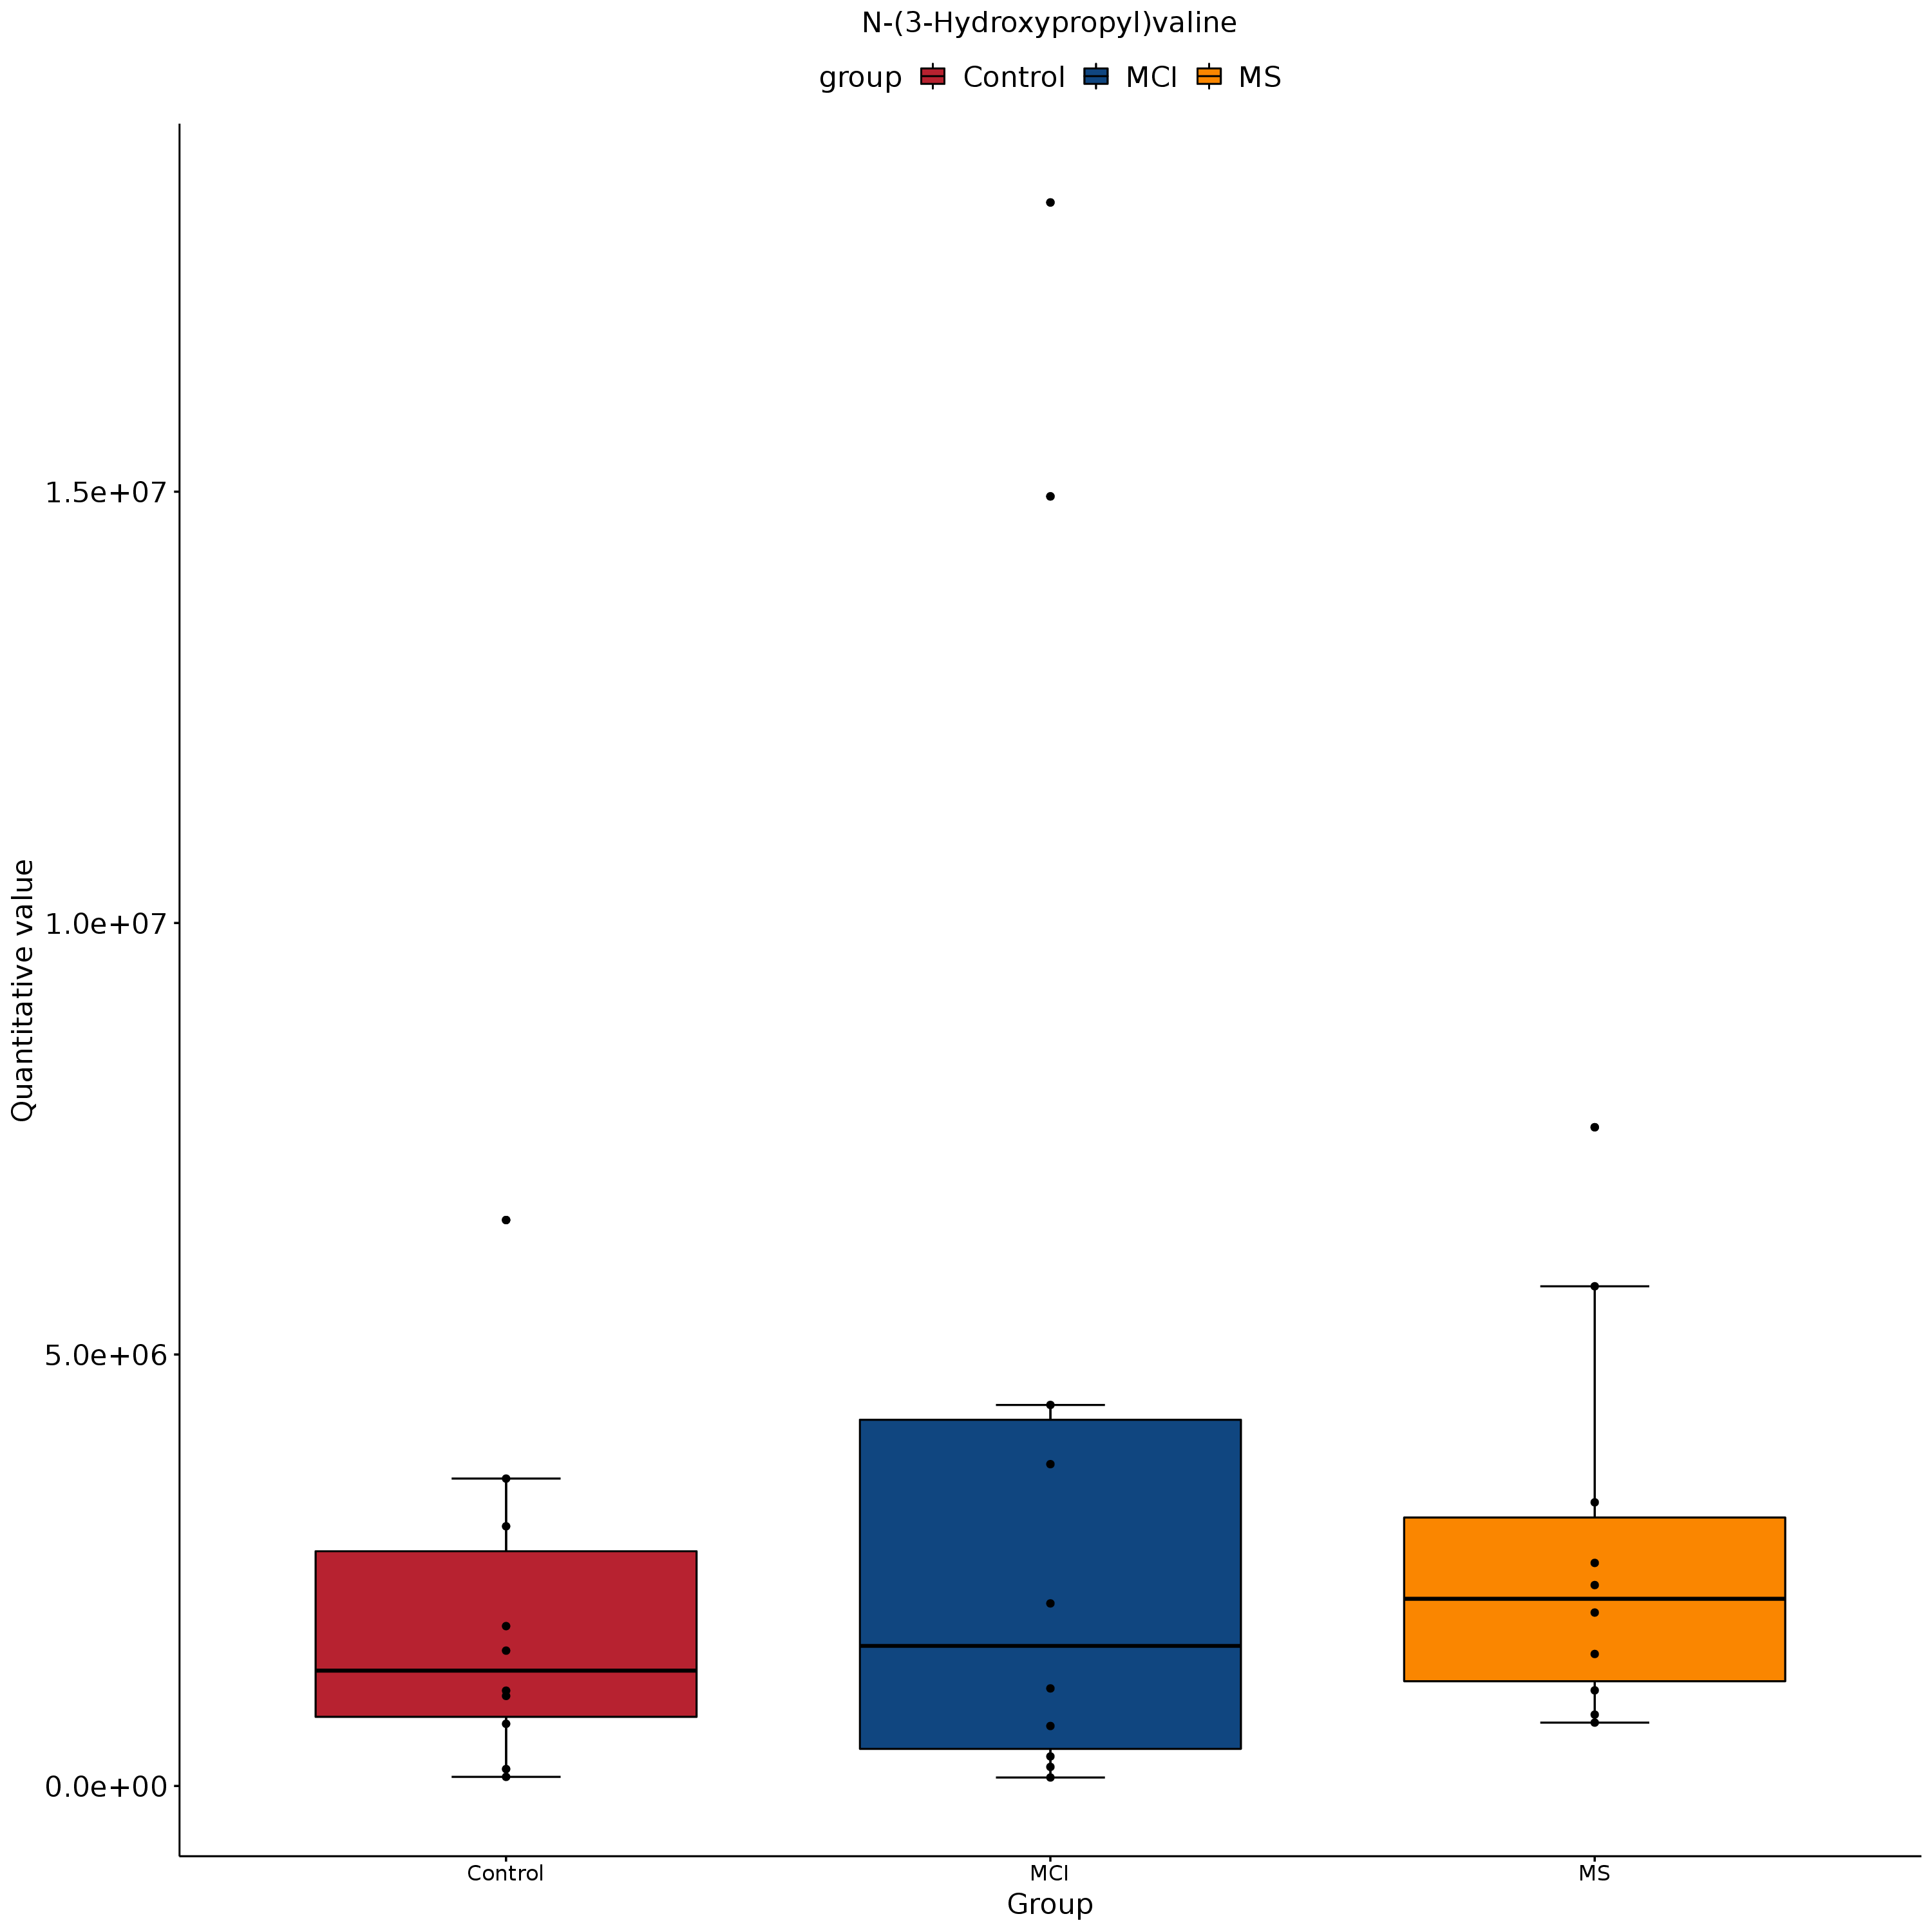 N-(3-Hydroxypropyl)valine
group Control MCI MS
1.5e+07
1.0e+07
5.0e+06
0.0e+00
Quantitative value
Control MCI MS
Group